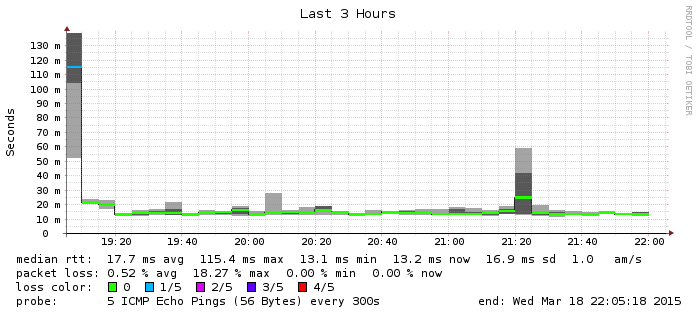 Last 3 Hours
RRDTOOL / TOBI OETIKER
Seconds
130 m
120 m
110 m
100 m
90 m
80 m
70 m
60 m
50 m
40 m
30 m
20 m
10 m
0
19:20 19:40 20:00 20:20 20:40 21:00 21:20 21:40 22:00
median rtt: 17.7 ms avg 115.4 ms max 13.1 ms min 13.2 ms now 16.9 ms sd 1.0 am/s
packet loss: 0.52 % avg 18.27 % max 0.00 % min 0.00 % now
loss color: 0 1/5 2/5 3/5 4/5
probe: 5 ICMP Echo Pings (56 Bytes) every 300s end: Wed Mar 18 22:05:18 2015